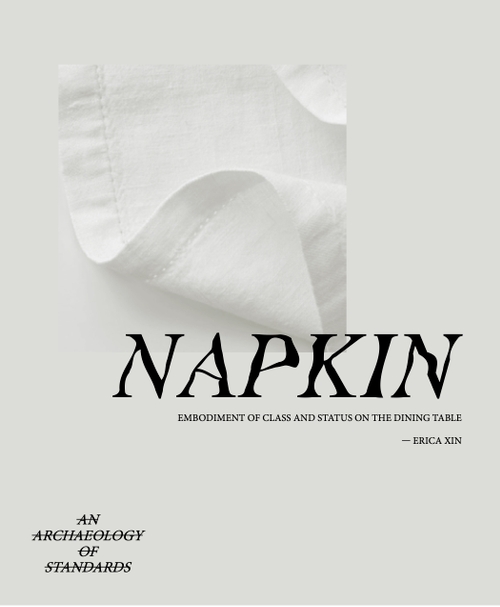 NAPKIN
EMBODIMENT OF CLASS AND STATUS ON THE DINING TABLE
— ERICA XIN
AN
ARCHAEOLOGY
OF
STANDARDS